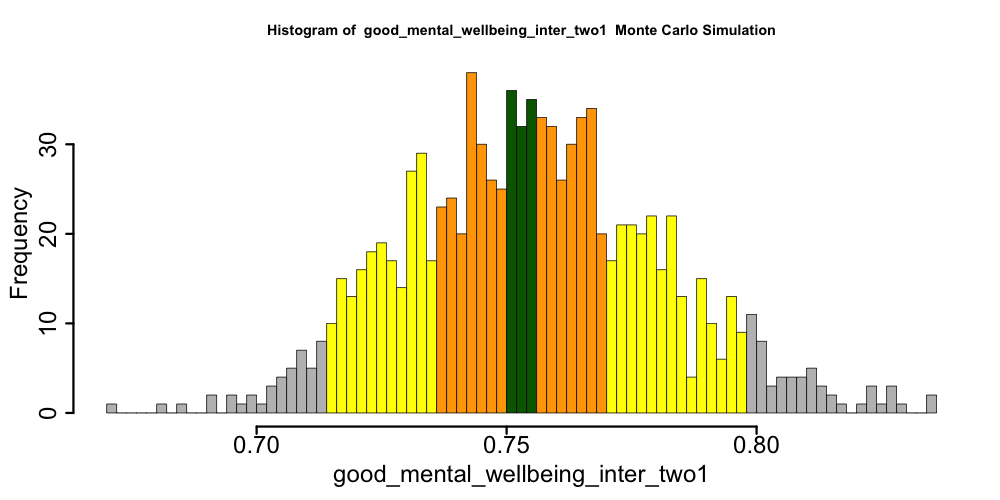 Histogram of good_mental_wellbeing_inter_two1 Monte Carlo Simulation
Frequency
30
20
10
0
0.70 0.75 0.80
good_mental_wellbeing_inter_two1